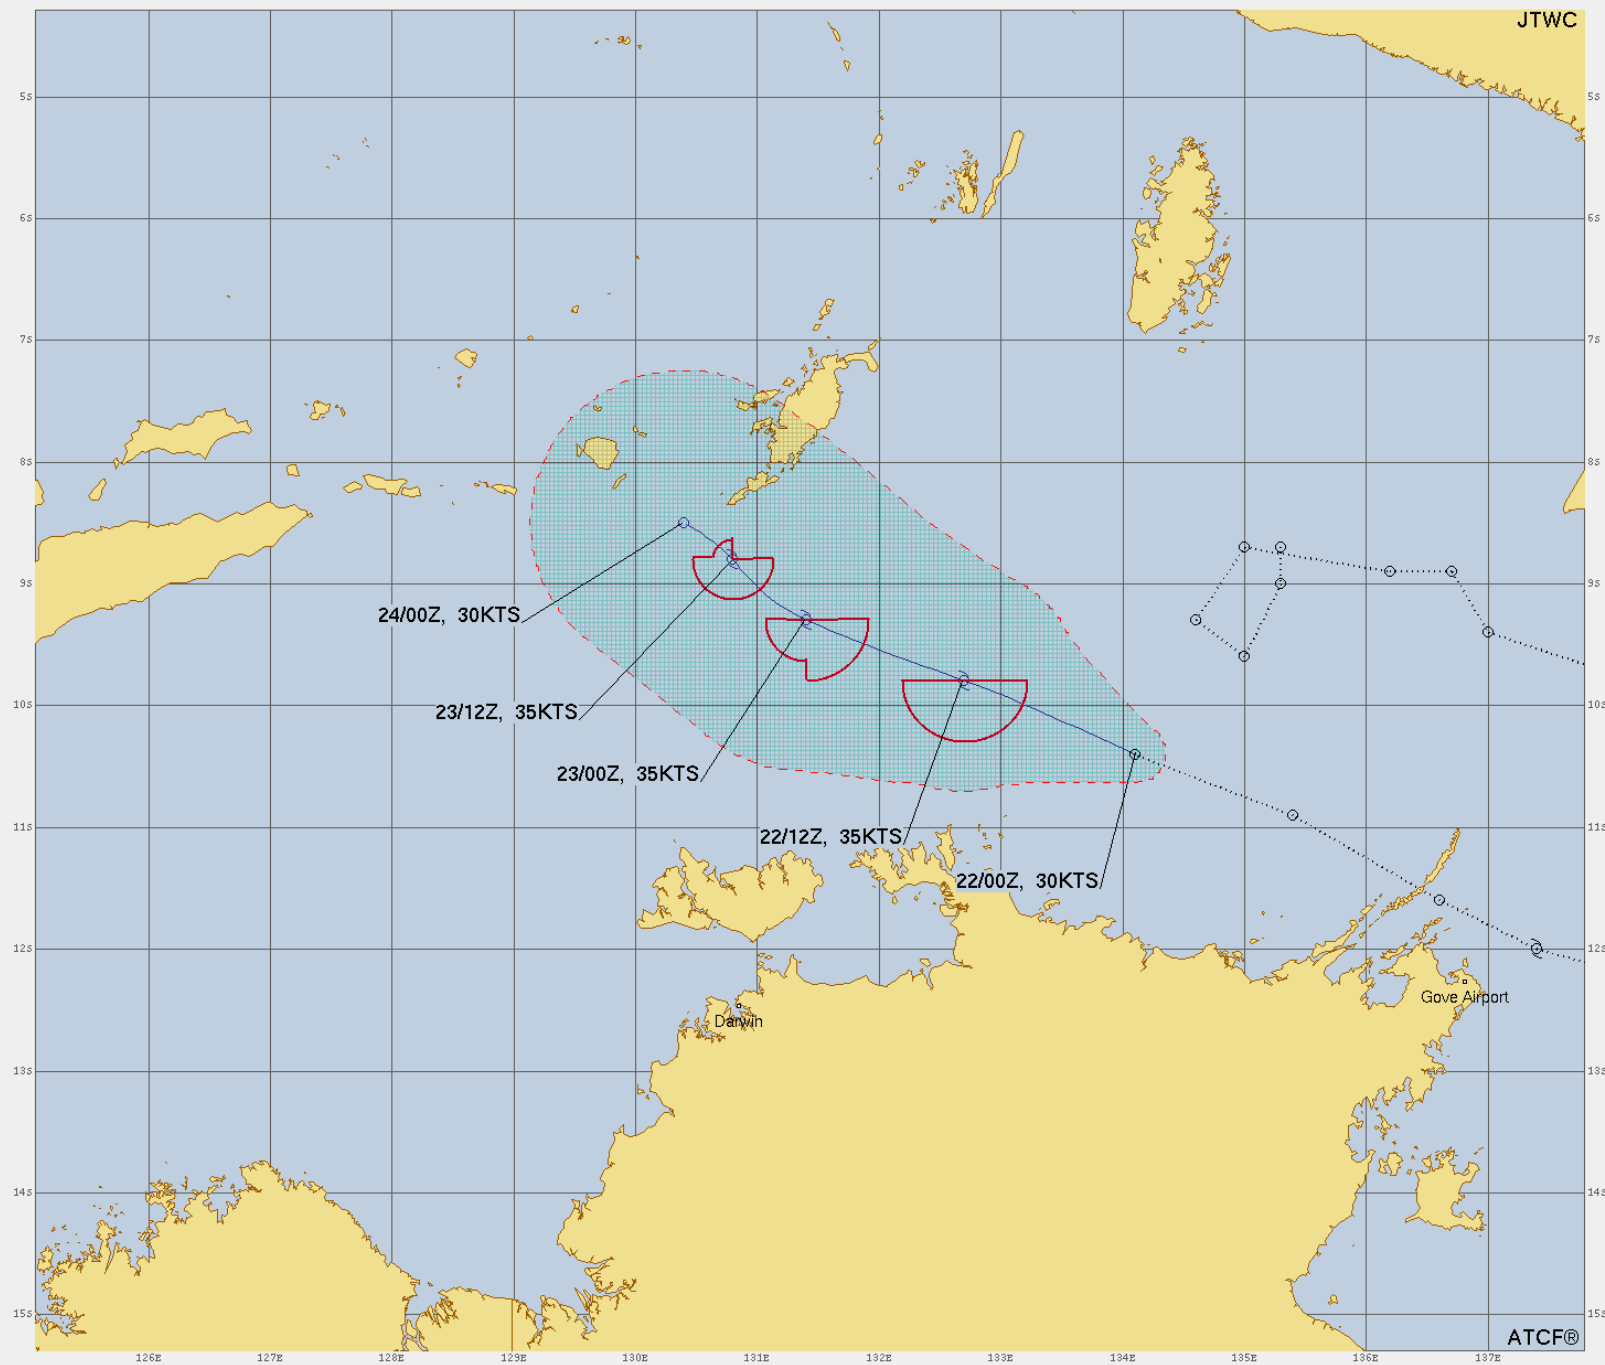 JTWC
5S 5S
6S 6S
7S 7S
8S 8S
9S 9S
24/00Z, 30KTS
10S 10S
23/12Z, 35KTS
23/00Z, 35KTS
11S 11S
22/12Z, 35KTS
22/00Z, 30KTS
12S 12S
Gove Airport
Darwin
13S 13S
14S 14S
15S 15S
ATCF®
126E 127E 128E 129E 130E 131E 132E 133E 134E 135E 136E 137E